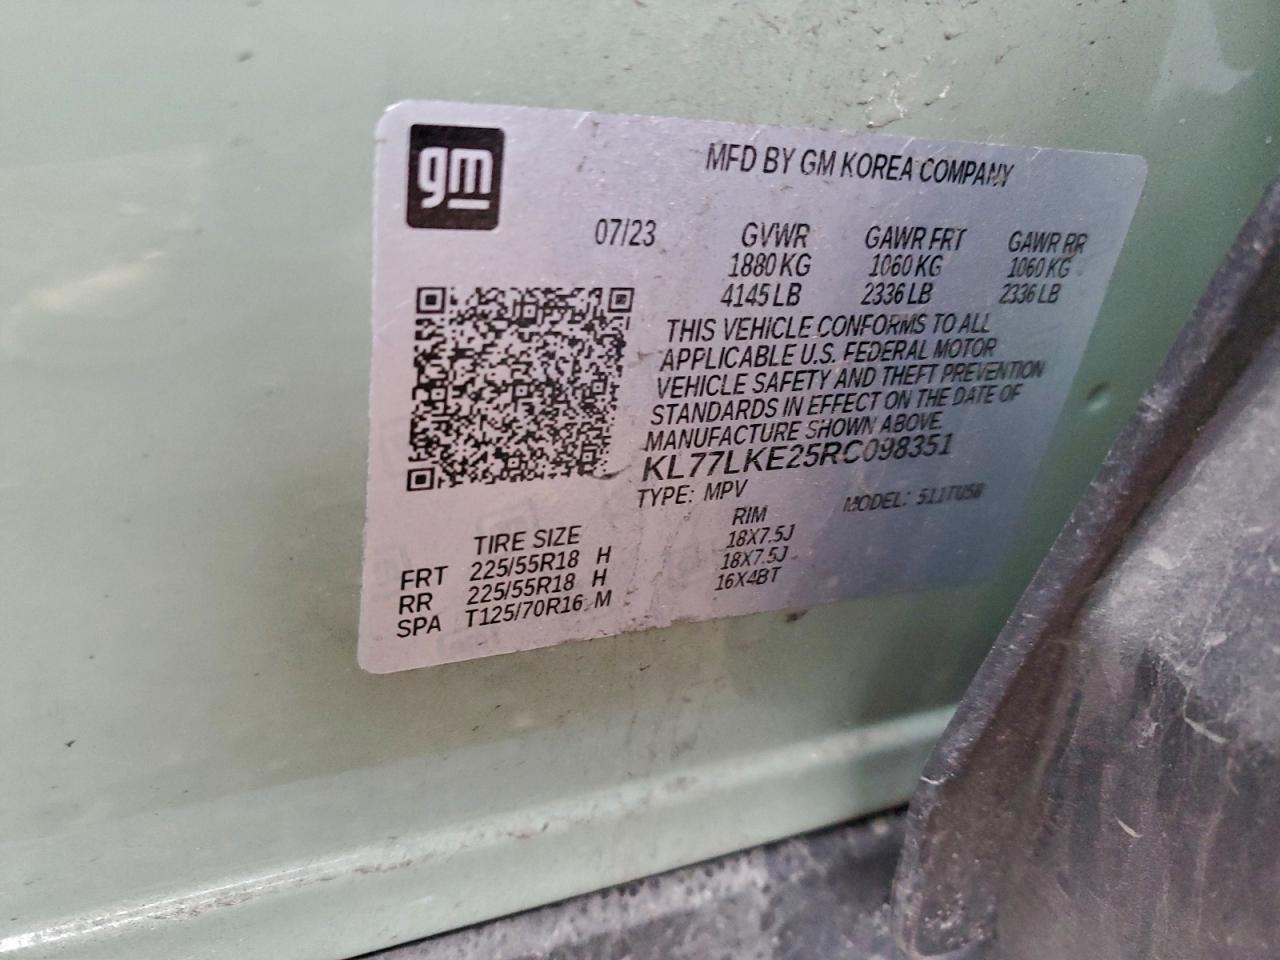 gm
MFD BY GM KOREA COMPANY
07/23 GVWR GAWR FRT GAWR RR
1880 KG 1060 KG 1060 KG
4145 LB 2336 LB 2336 LB
THIS VEHICLE CONFORMS TO ALL
APPLICABLE U.S. FEDERAL MOTOR
VEHICLE SAFETY AND THEFT PREVENTION
STANDARDS IN EFFECT ON THE DATE OF
MANUFACTURE SHOWN ABOVE.
KL77LKE25RC098351
TYPE: MPV MODEL: 511TU58
TIRE SIZE RIM
FRT 225/55R18 H 18X7.5J
RR 225/55R18 H 18X7.5J
SPA T125/70R16 M 16X4BT